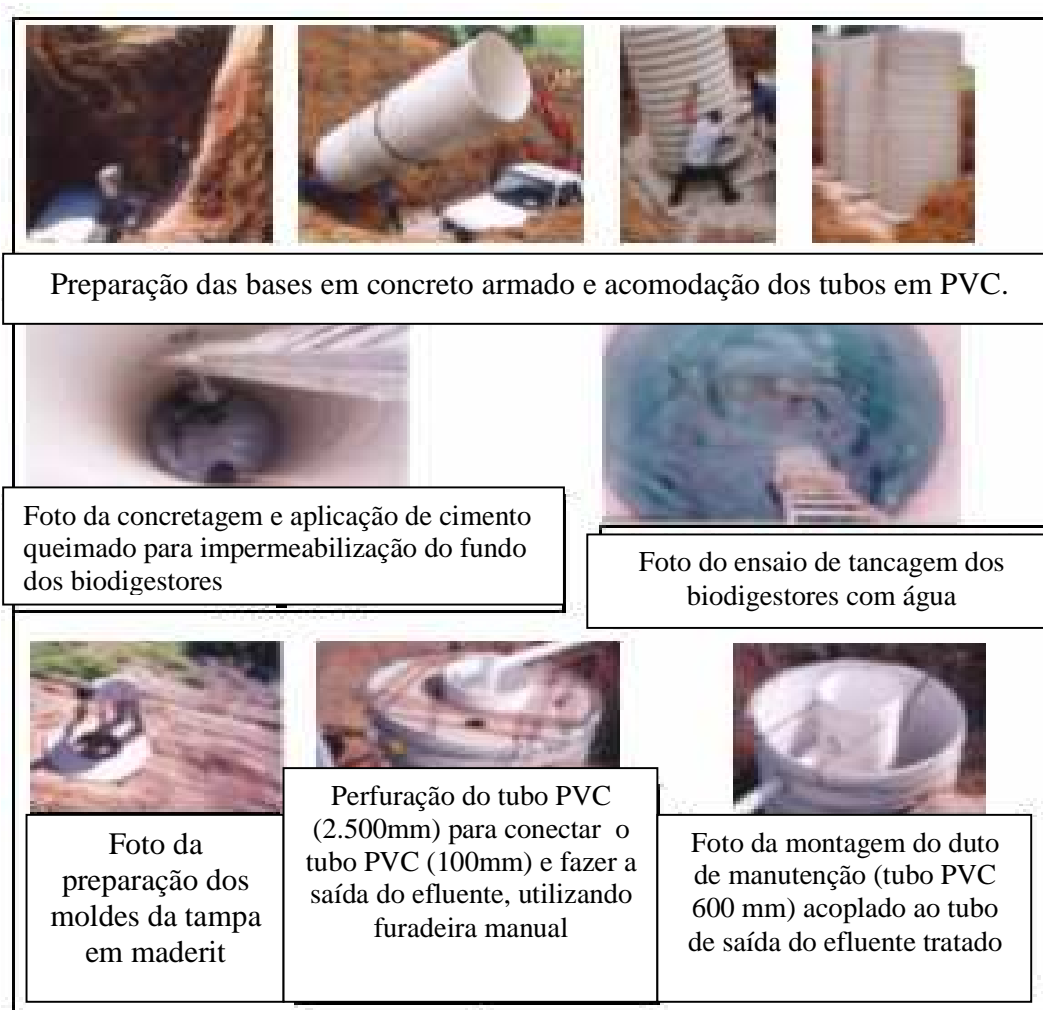 Preparação das bases em concreto armado e acomodação dos tubos em PVC.
Foto da concretagem e aplicação de cimento
queimado para impermeabilização do fundo
dos biodigestores
Foto do ensaio de tancagem dos
biodigestores com água
Foto da
preparação dos
moldes da tampa
em maderit
Perfuração do tubo PVC
(2.500mm) para conectar o
tubo PVC (100mm) e fazer a
saída do efluente, utilizando
furadeira manual
Foto da montagem do duto
de manutenção (tubo PVC
600 mm) acoplado ao tubo
de saída do efluente tratado